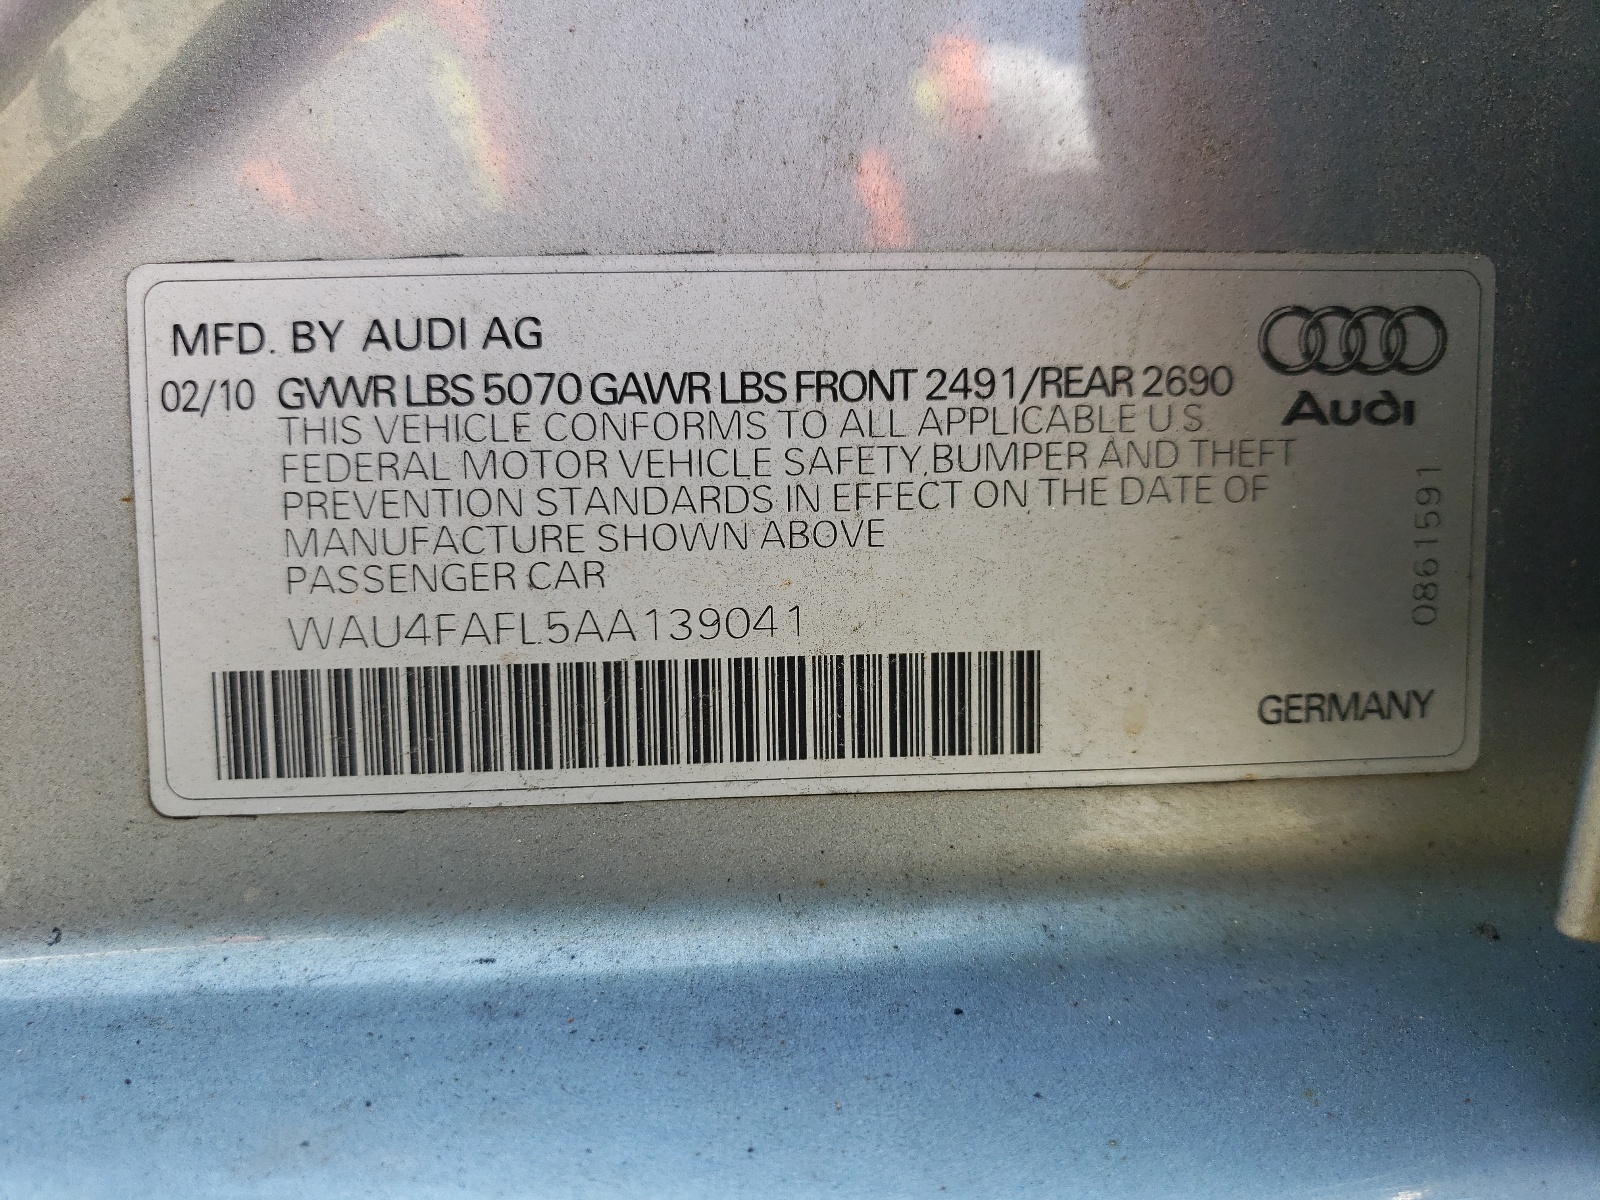 MFD. BY AUDI AG
02/10 GVWR LBS 5070 GAWR LBS FRONT 2491/REAR 2690
THIS VEHICLE CONFORMS TO ALL APPLICABLE U.S.
FEDERAL MOTOR VEHICLE SAFETY, BUMPER AND THEFT
PREVENTION STANDARDS IN EFFECT ON THE DATE OF
MANUFACTURE SHOWN ABOVE
PASSENGER CAR
WAU4FAFL5AA139041
Audi
0861591
GERMANY